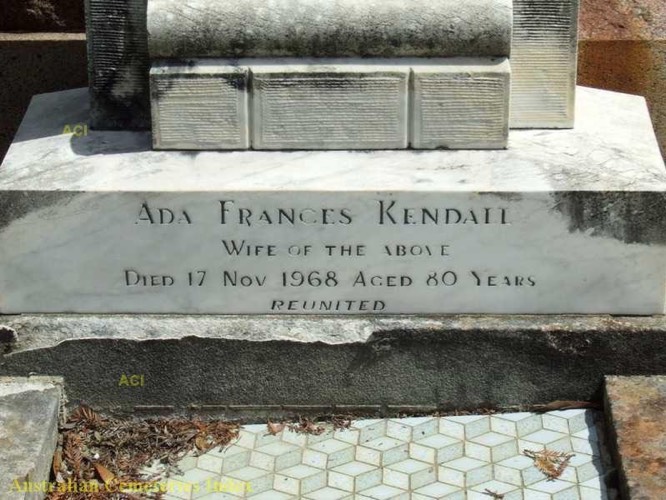 ACI
ADA FRANCES KENDALL
WIFE OF THE ABOVE
DIED 17 NOV 1968 AGED 80 YEARS
REUNITED
ACI
Australian Cemeteries Index